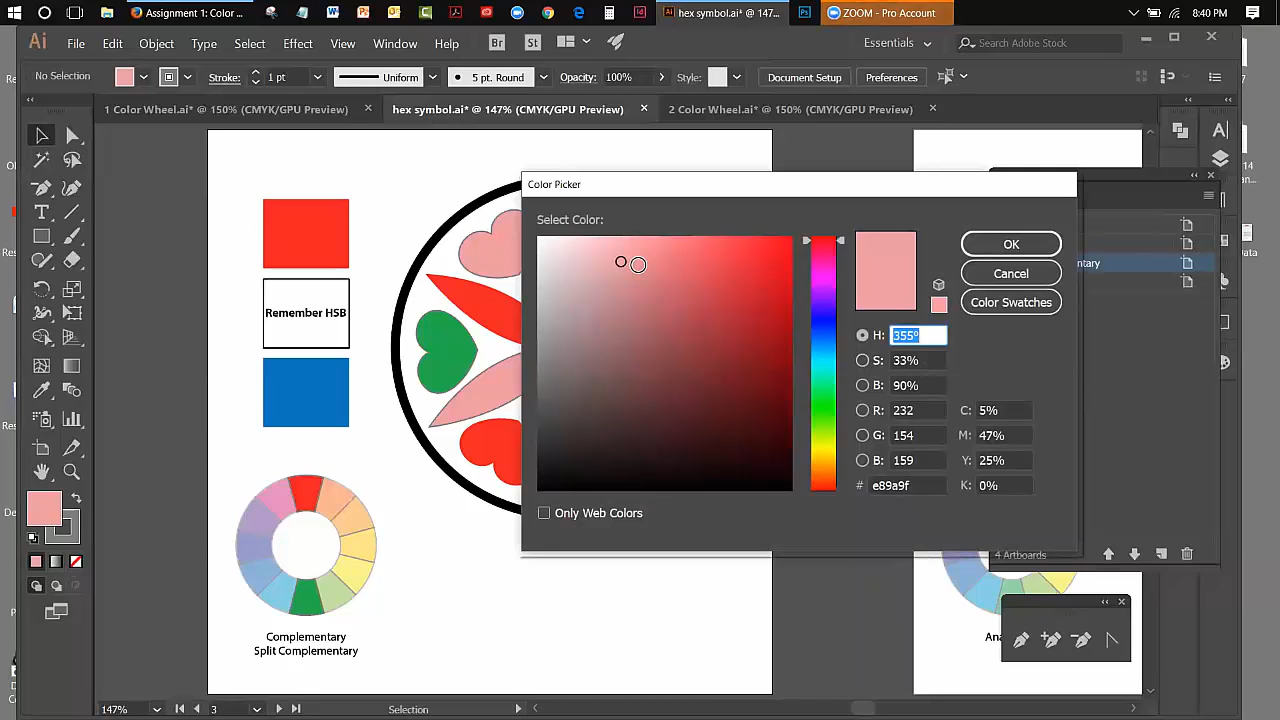 Assignment 1: Color ...
hex symbol.ai* @ 147...
ZOOM - Pro Account
8:40 PM
Ai
File
Edit
Object
Type
Select
Effect
View
Window
Help
Br
St
Essentials
Search Adobe Stock
No Selection
Stroke:
1 pt
Uniform
5 pt. Round
Opacity:
100%
Style:
Document Setup
Preferences
1 Color Wheel.ai* @ 150% (CMYK/GPU Preview)
hex symbol.ai* @ 147% (CMYK/GPU Preview)
2 Color Wheel.ai* @ 150% (CMYK/GPU Preview)
Color Picker
Select Color:
OK
Cancel
Color Swatches
H: 355°
S: 33%
B: 90%
R: 232
C: 5%
G: 154
M: 47%
B: 159
Y: 25%
# e89a9f
K: 0%
Only Web Colors
Remember HSB
Complementary
Split Complementary
4 Artboards
147%
3
Selection